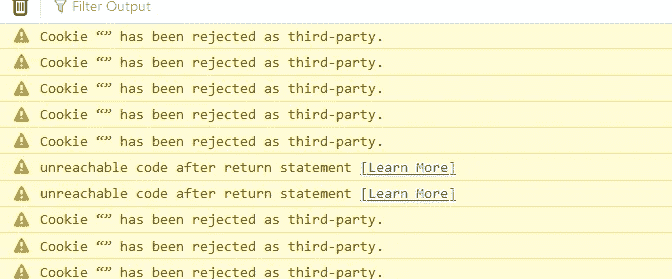 Filter Output
Cookie “” has been rejected as third-party.
Cookie “” has been rejected as third-party.
Cookie “” has been rejected as third-party.
Cookie “” has been rejected as third-party.
Cookie “” has been rejected as third-party.
unreachable code after return statement [Learn More]
unreachable code after return statement [Learn More]
Cookie “” has been rejected as third-party.
Cookie “” has been rejected as third-party.
Cookie “” has been rejected as third-party.